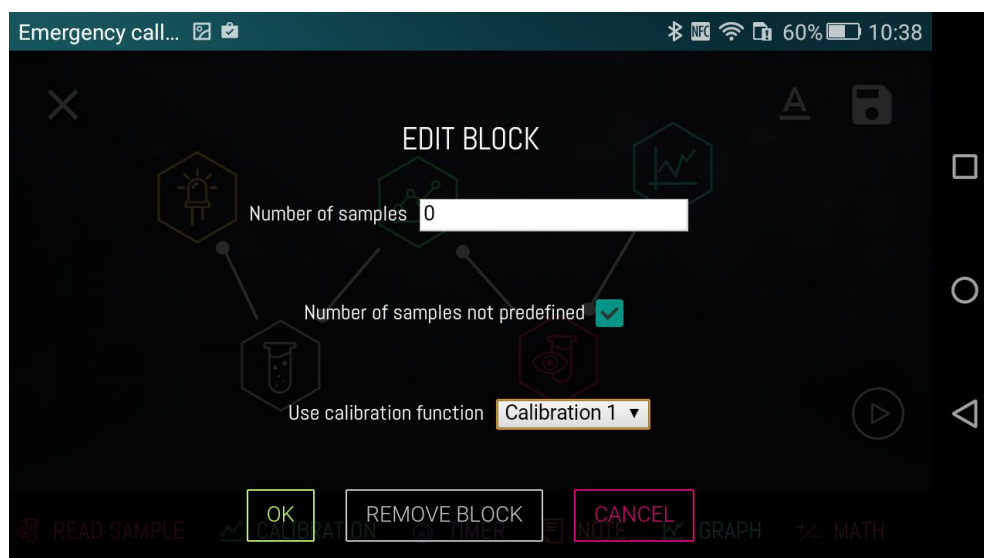 Emergency call... 60% 10:38
A
EDIT BLOCK
Number of samples 0
Number of samples not predefined
Use calibration function Calibration 1
OK REMOVE BLOCK CANCEL
READ SAMPLE CALIBRATION TIMER NOTE GRAPH MATH